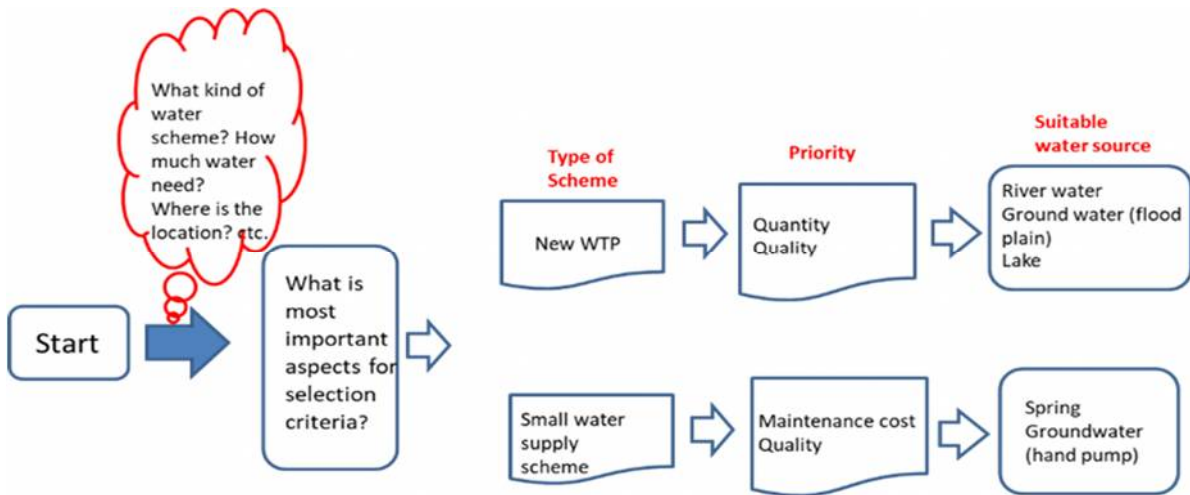 What kind of
water
scheme? How
much water
need?
Where is the
location? etc.
Start
What is
most
important
aspects for
selection
criteria?
Type of
Scheme
Priority
Suitable
water source
New WTP
Quantity
Quality
River water
Ground water (flood
plain)
Lake
Small water
supply
scheme
Maintenance cost
Quality
Spring
Groundwater
(hand pump)